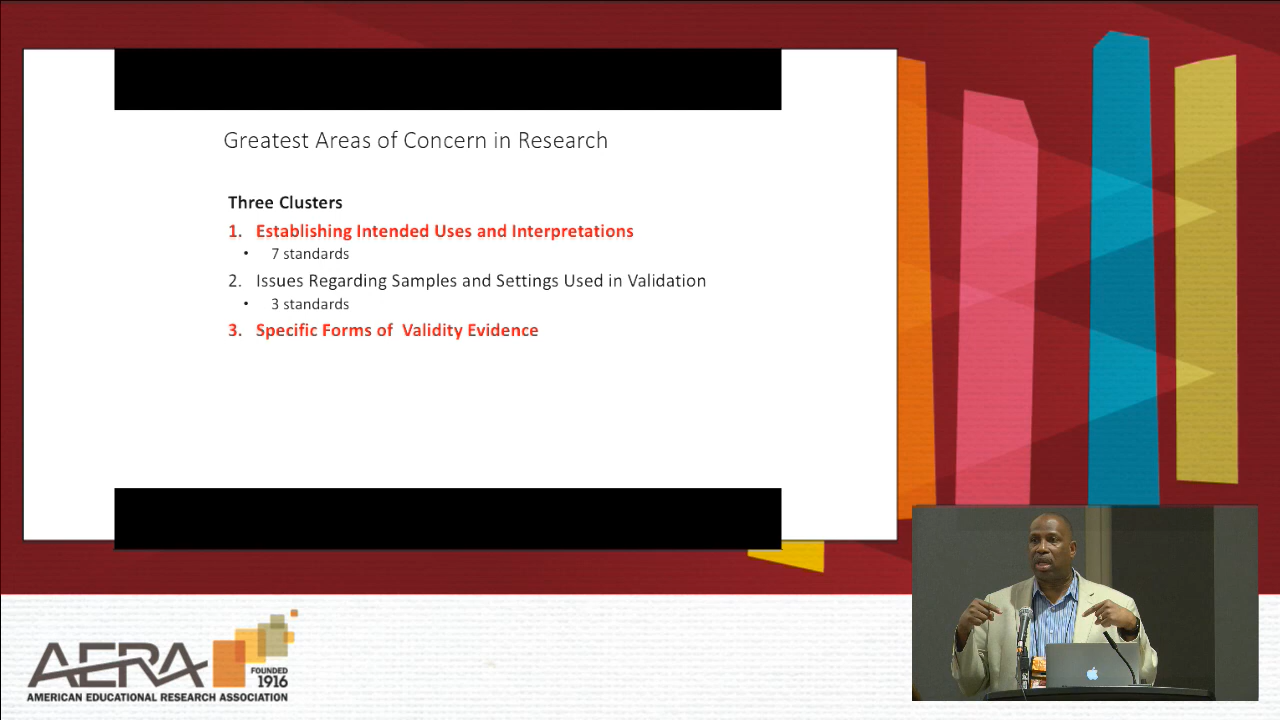 Greatest Areas of Concern in Research
Three Clusters
1. Establishing Intended Uses and Interpretations
• 7 standards
2. Issues Regarding Samples and Settings Used in Validation
• 3 standards
3. Specific Forms of Validity Evidence
AERA
FOUNDED
1916
AMERICAN EDUCATIONAL RESEARCH ASSOCIATION